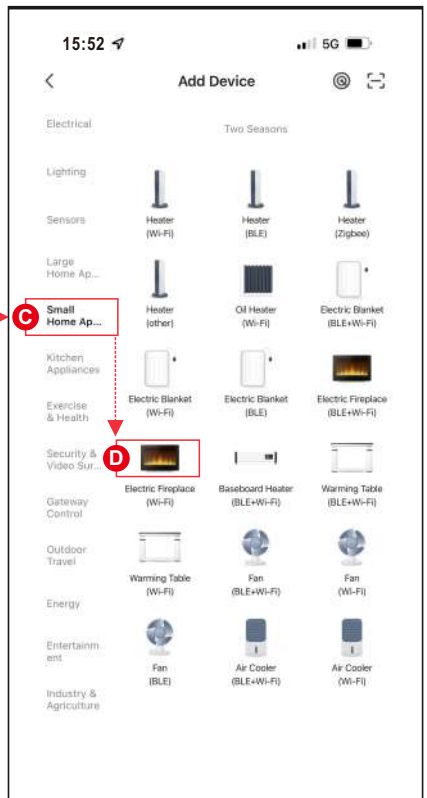 15:52
5G
Add Device
Electrical
Lighting
Sensors
Large
Home Ap...
C
Small
Home Ap...
Kitchen
Appliances
Exercise
& Health
Security &
Video Sur...
Gateway
Control
Outdoor
Travel
Energy
Entertainm
ent
Industry &
Agriculture
Two Seasons
Heater
(Wi-Fi)
Heater
(BLE)
Heater
(Zigbee)
Heater
(other)
Oil Heater
(Wi-Fi)
Electric Blanket
(BLE+Wi-Fi)
Electric Blanket
(Wi-Fi)
Electric Blanket
(BLE)
Electric Fireplace
(BLE+Wi-Fi)
D
Electric Fireplace
(Wi-Fi)
Baseboard Heater
(BLE+Wi-Fi)
Warming Table
(BLE+Wi-Fi)
Warming Table
(Wi-Fi)
Fan
(BLE+Wi-Fi)
Fan
(Wi-Fi)
Fan
(BLE)
Air Cooler
(BLE+Wi-Fi)
Air Cooler
(Wi-Fi)